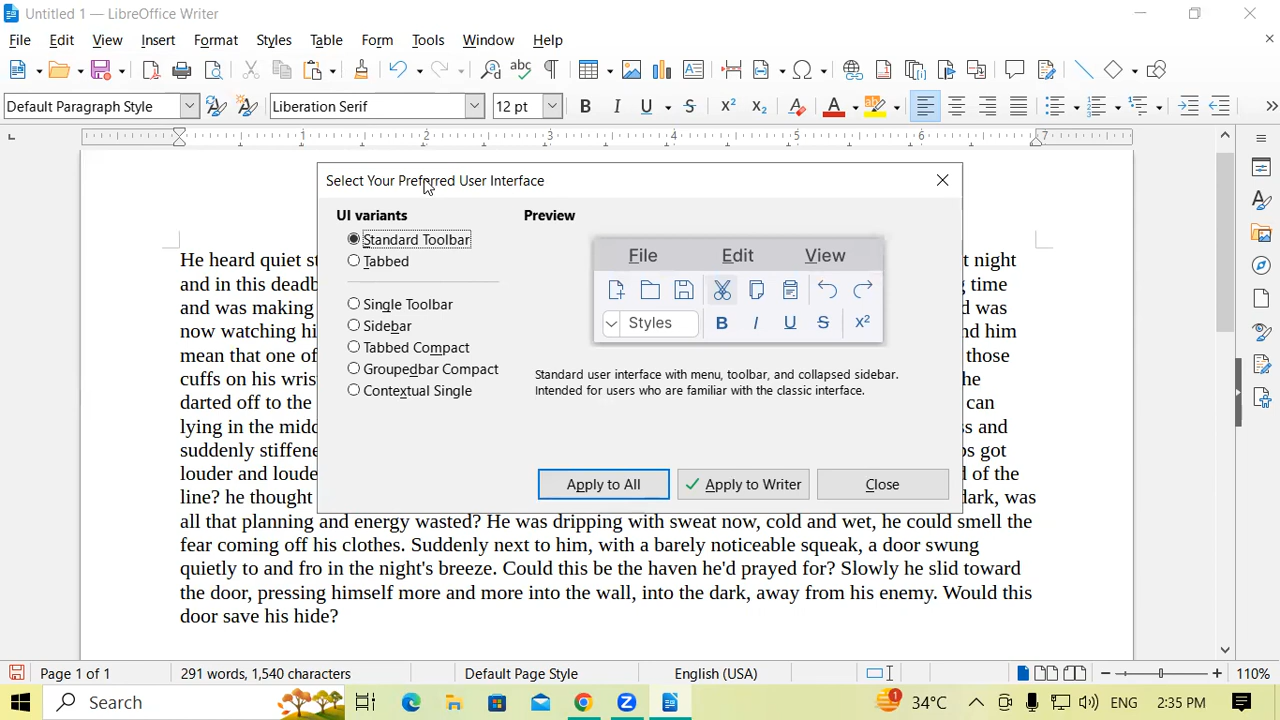 Untitled 1 — LibreOffice Writer
File Edit View Insert Format Styles Table Form Tools Window Help
Default Paragraph Style Liberation Serif 12 pt
1 2 3 4 5 6 7
Select Your Preferred User Interface
UI variants
Standard Toolbar
Tabbed
Single Toolbar
Sidebar
Tabbed Compact
Groupedbar Compact
Contextual Single
Preview
File Edit View
Styles B I U S X²
Standard user interface with menu, toolbar, and collapsed sidebar.
Intended for users who are familiar with the classic interface.
Apply to All Apply to Writer Close
He heard quiet night
and in this time
and was making was
now watching him
mean that one of those
cuffs on his he
darted off to the can
lying in the and
suddenly got
louder and of the
line? he thought dark, was
all that planning and energy wasted? He was dripping with sweat now, cold and wet, he could smell the
fear coming off his clothes. Suddenly next to him, with a barely noticeable squeak, a door swung
quietly to and fro in the night's breeze. Could this be the haven he'd prayed for? Slowly he slid toward
the door, pressing himself more and more into the wall, into the dark, away from his enemy. Would this
door save his hide?
Page 1 of 1 291 words, 1,540 characters Default Page Style English (USA) 110%
Search 1 34°C ENG 2:35 PM